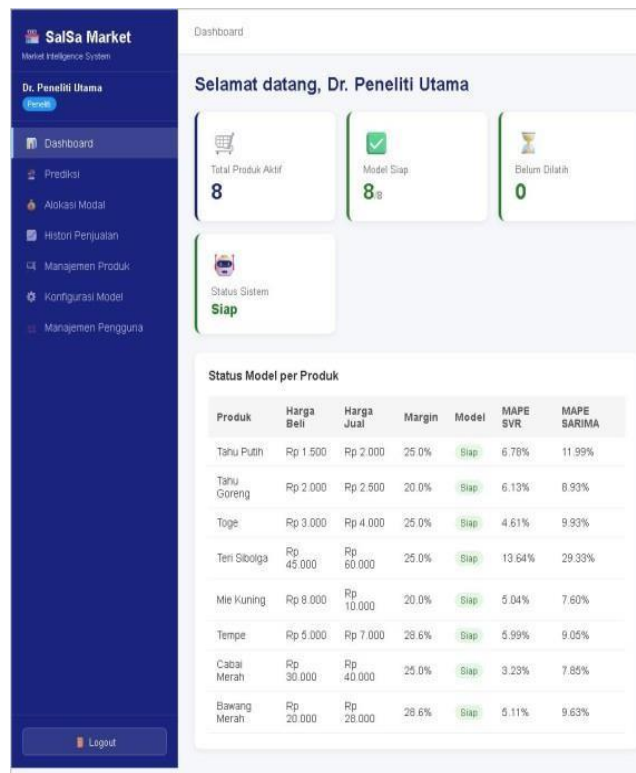 SalSa Market
Market Intelligence System
Dr. Peneliti Utama
Peneliti
Dashboard
Prediksi
Alokasi Modal
Histori Penjualan
Manajemen Produk
Konfigurasi Model
Manajemen Pengguna
Logout
Dashboard
Selamat datang, Dr. Peneliti Utama
Total Produk Aktif
8
Model Siap
8/8
Belum Dilatih
0
Status Sistem
Siap
Status Model per Produk
Produk Harga Beli Harga Jual Margin Model MAPE SVR MAPE SARIMA
Tahu Putih Rp 1.500 Rp 2.000 25.0% Siap 6.78% 11.99%
Tahu Goreng Rp 2.000 Rp 2.500 20.0% Siap 6.13% 8.93%
Toge Rp 3.000 Rp 4.000 25.0% Siap 4.61% 9.93%
Teri Sibolga Rp 45.000 Rp 60.000 25.0% Siap 13.64% 29.33%
Mie Kuning Rp 8.000 Rp 10.000 20.0% Siap 5.04% 7.60%
Tempe Rp 5.000 Rp 7.000 28.6% Siap 5.99% 9.05%
Cabai Merah Rp 30.000 Rp 40.000 25.0% Siap 3.23% 7.85%
Bawang Merah Rp 20.000 Rp 28.000 28.6% Siap 5.11% 9.63%